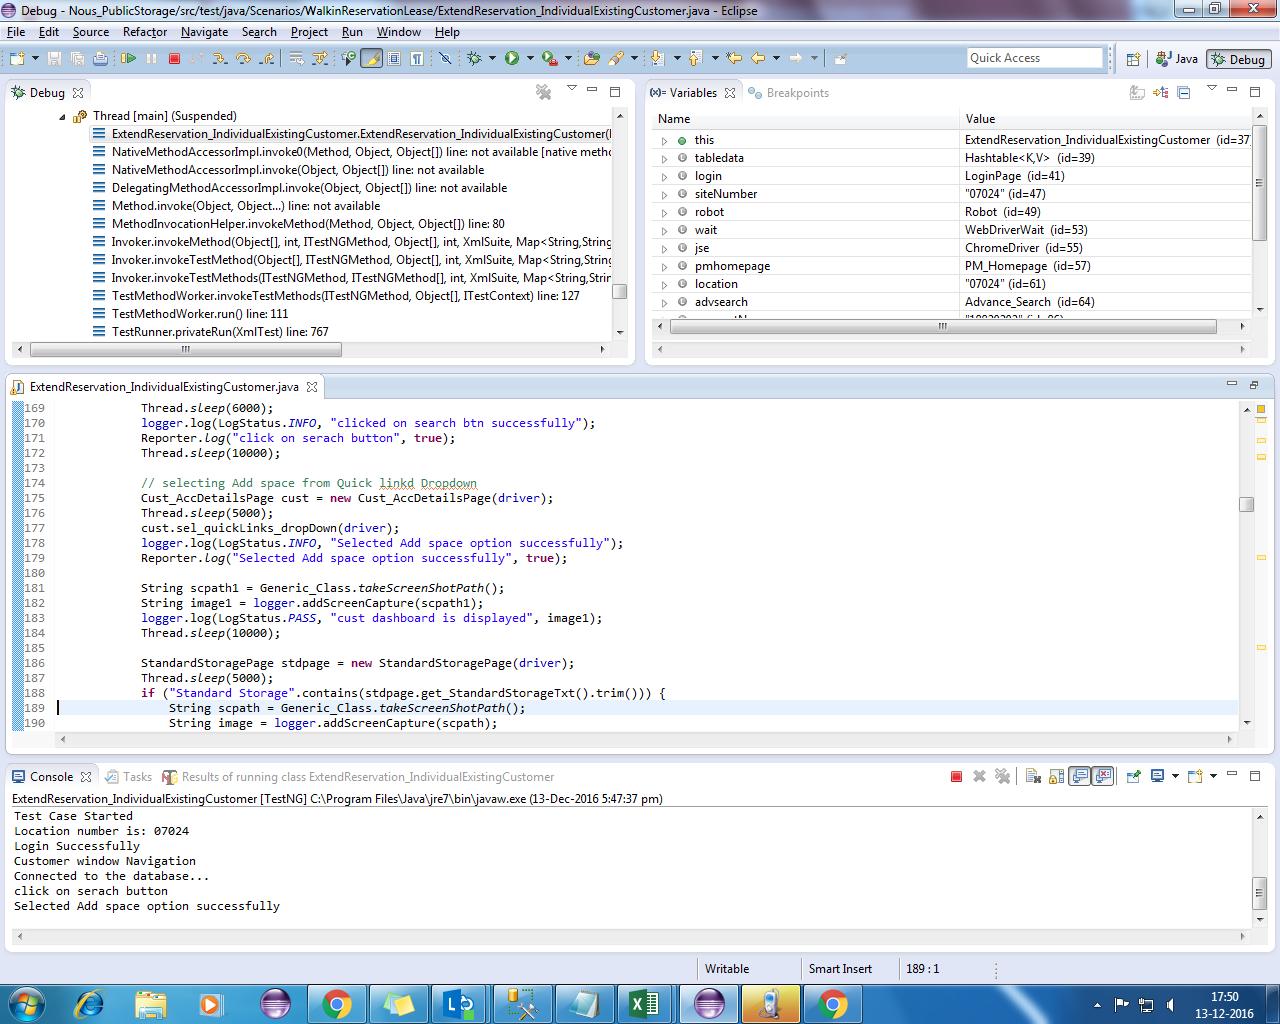 Debug - Nous_PublicStorage/src/test/java/Scenarios/WalkinReservationLease/ExtendReservation_IndividualExistingCustomer.java - Eclipse
File Edit Source Refactor Navigate Search Project Run Window Help
Quick Access Java Debug
Debug
Thread [main] (Suspended)
ExtendReservation_IndividualExistingCustomer.ExtendReservation_IndividualExistingCustomer(
NativeMethodAccessorImpl.invoke0(Method, Object, Object[]) line: not available [native metho
NativeMethodAccessorImpl.invoke(Object, Object[]) line: not available
DelegatingMethodAccessorImpl.invoke(Object, Object[]) line: not available
Method.invoke(Object, Object...) line: not available
MethodInvocationHelper.invokeMethod(Method, Object, Object[]) line: 80
Invoker.invokeMethod(Object[], int, ITestNGMethod, Object[], int, XmlSuite, Map<String,String
Invoker.invokeTestMethod(Object[], ITestNGMethod, Object[], int, XmlSuite, Map<String,String
Invoker.invokeTestMethods(ITestNGMethod, ITestNGMethod[], int, XmlSuite, Map<String,String
TestMethodWorker.invokeTestMethods(ITestNGMethod, Object[], ITestContext) line: 127
TestMethodWorker.run() line: 111
TestRunner.privateRun(XmlTest) line: 767
(x)= Variables Breakpoints
Name Value
this ExtendReservation_IndividualExistingCustomer (id=37)
tabledata Hashtable<K,V> (id=39)
login LoginPage (id=41)
siteNumber "07024" (id=47)
robot Robot (id=49)
wait WebDriverWait (id=53)
jse ChromeDriver (id=55)
pmhomepage PM_Homepage (id=57)
location "07024" (id=61)
advsearch Advance_Search (id=64)
ExtendReservation_IndividualExistingCustomer.java
169 Thread.sleep(6000);
170 logger.log(LogStatus.INFO, "clicked on search btn successfully");
171 Reporter.log("click on serach button", true);
172 Thread.sleep(10000);
173
174 // selecting Add space from Quick linkd Dropdown
175 Cust_AccDetailsPage cust = new Cust_AccDetailsPage(driver);
176 Thread.sleep(5000);
177 cust.sel_quickLinks_dropDown(driver);
178 logger.log(LogStatus.INFO, "Selected Add space option successfully");
179 Reporter.log("Selected Add space option successfully", true);
180
181 String scpath1 = Generic_Class.takeScreenShotPath();
182 String image1 = logger.addScreenCapture(scpath1);
183 logger.log(LogStatus.PASS, "cust dashboard is displayed", image1);
184 Thread.sleep(10000);
185
186 StandardStoragePage stdpage = new StandardStoragePage(driver);
187 Thread.sleep(5000);
188 if ("Standard Storage".contains(stdpage.get_StandardStorageTxt().trim())) {
189 String scpath = Generic_Class.takeScreenShotPath();
190 String image = logger.addScreenCapture(scpath);
Console Tasks Results of running class ExtendReservation_IndividualExistingCustomer
ExtendReservation_IndividualExistingCustomer [TestNG] C:\Program Files\Java\jre7\bin\javaw.exe (13-Dec-2016 5:47:37 pm)
Test Case Started
Location number is: 07024
Login Successfully
Customer window Navigation
Connected to the database...
click on serach button
Selected Add space option successfully
Writable Smart Insert 189 : 1
17:50
13-12-2016